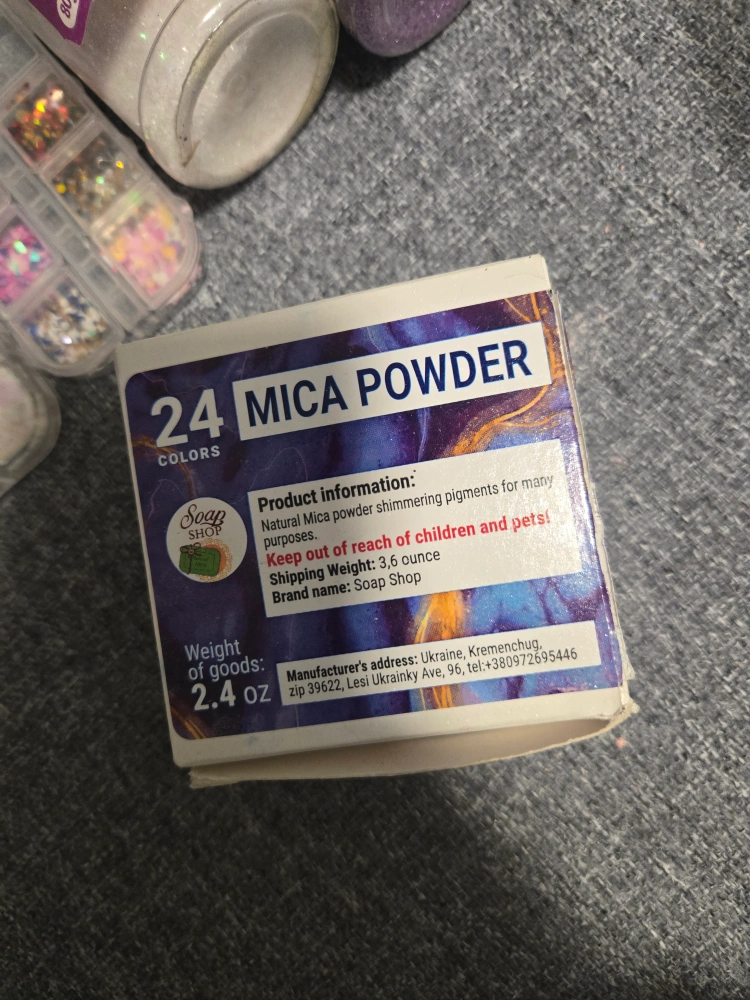 24
COLORS
MICA POWDER
Soap
SHOP
Product information:
Natural Mica powder shimmering pigments for many
purposes.
Keep out of reach of children and pets!
Shipping Weight: 3,6 ounce
Brand name: Soap Shop
Weight
of goods:
2.4 OZ
Manufacturer's address: Ukraine, Kremenchug,
zip 39622, Lesi Ukrainky Ave, 96, tel:+380972695446